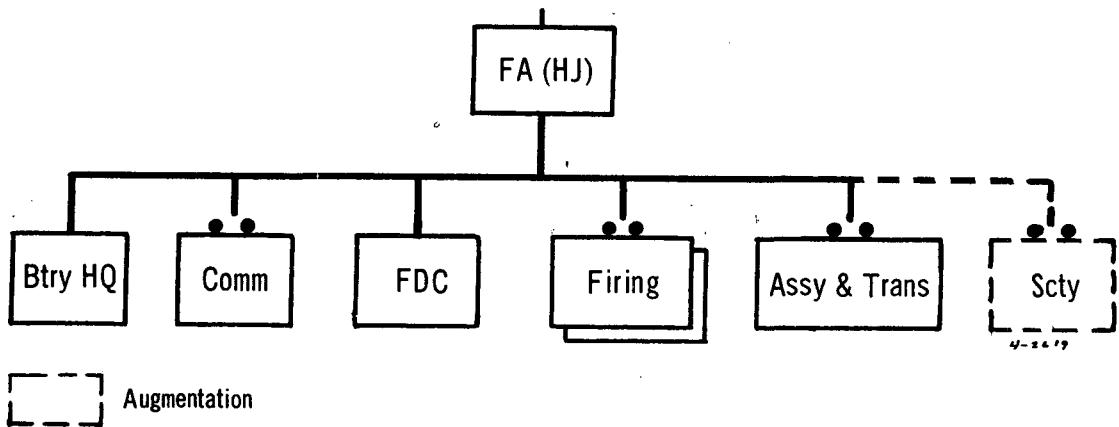 FA (HJ)
Btry HQ
Comm
FDC
Firing
Assy & Trans
Scty
Augmentation